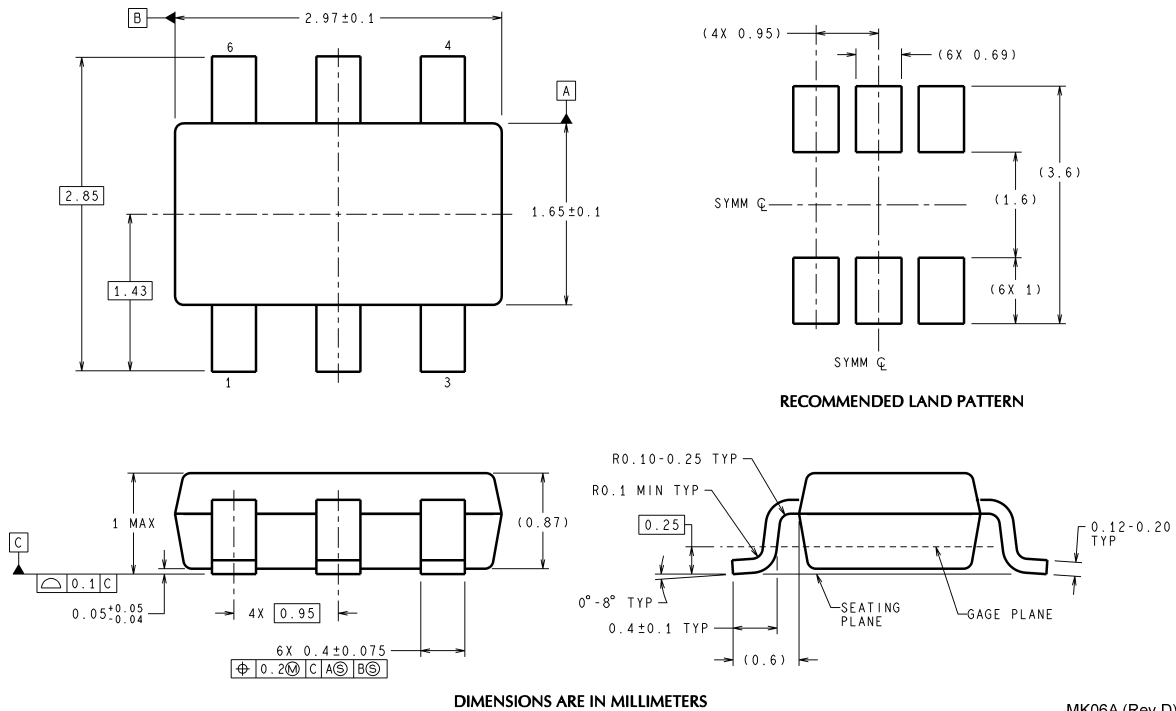 B
2.97±0.1
6
4
A
2.85
1.43
1.65±0.1
1
3
(4X 0.95)
(6X 0.69)
(3.6)
(1.6)
SYMM ℄
(6X 1)
SYMM ℄
RECOMMENDED LAND PATTERN
1 MAX
(0.87)
C
⌓ 0.1 C
0.05 +0.05 -0.04
4X 0.95
6X 0.4±0.075
⌖ 0.2Ⓜ C AⓈ BⓈ
R0.10-0.25 TYP
R0.1 MIN TYP
0.25
0.12-0.20
TYP
0°-8° TYP
0.4±0.1 TYP
SEATING
PLANE
GAGE PLANE
(0.6)
DIMENSIONS ARE IN MILLIMETERS
MK06A (Rev D)